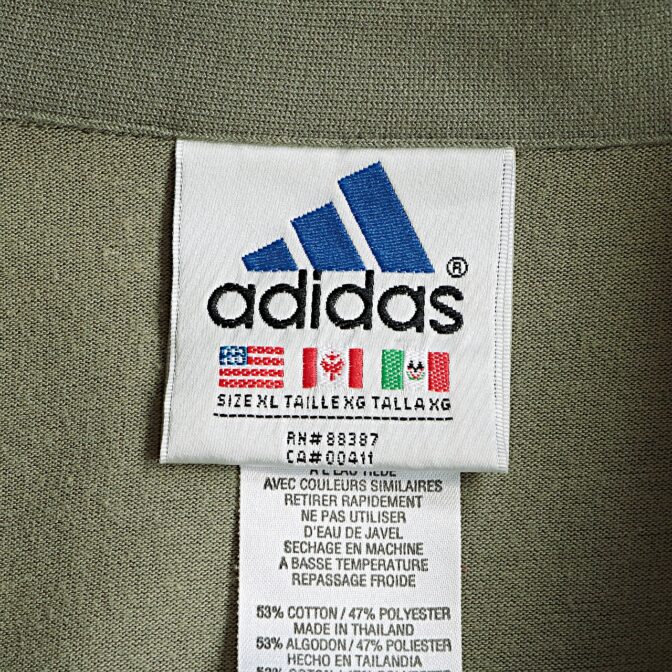 adidas®
SIZE XL TAILLE XG TALLA XG
RN# 88387
CA# 00411
A L'EAU TIEDE
AVEC COULEURS SIMILAIRES
RETIRER RAPIDEMENT
NE PAS UTILISER
D'EAU DE JAVEL
SECHAGE EN MACHINE
A BASSE TEMPERATURE
REPASSAGE FROIDE
53% COTTON / 47% POLYESTER
MADE IN THAILAND
53% ALGODON / 47% POLIESTER
HECHO EN TAILANDIA